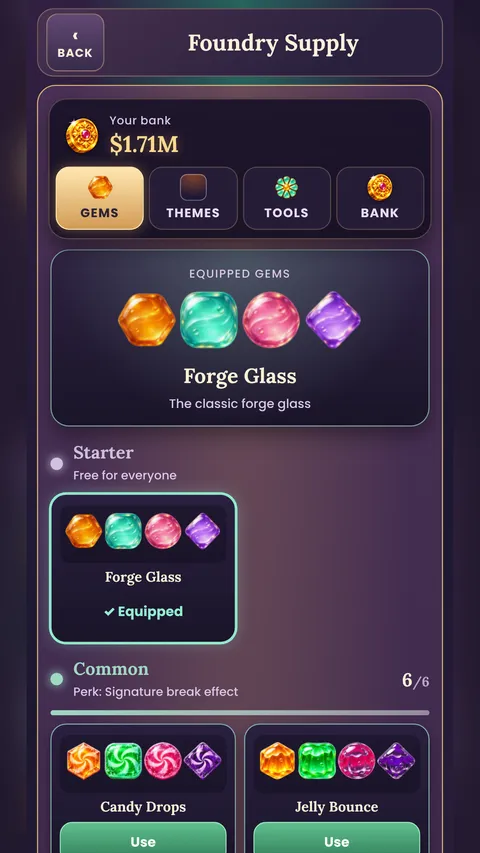 ‹
BACK
Foundry Supply
Your bank
$1.71M
GEMS
THEMES
TOOLS
BANK
EQUIPPED GEMS
Forge Glass
The classic forge glass
Starter
Free for everyone
Forge Glass
✓ Equipped
Common
Perk: Signature break effect
6/6
Candy Drops
Jelly Bounce
Use
Use